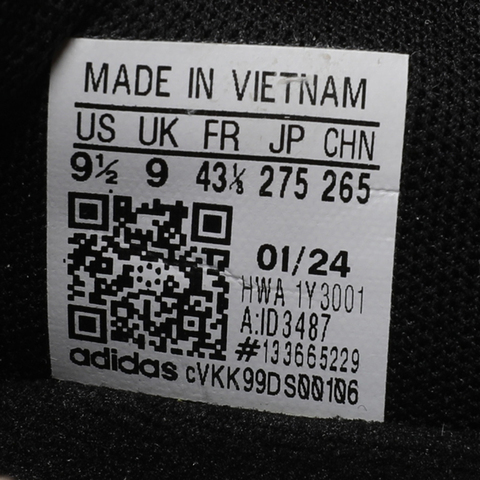 MADE IN VIETNAM
US UK FR JP CHN
9½ 9 43⅓ 275 265
01/24
HWA 1Y3001
A:ID3487
#133665229
adidas cVKK99DS00106